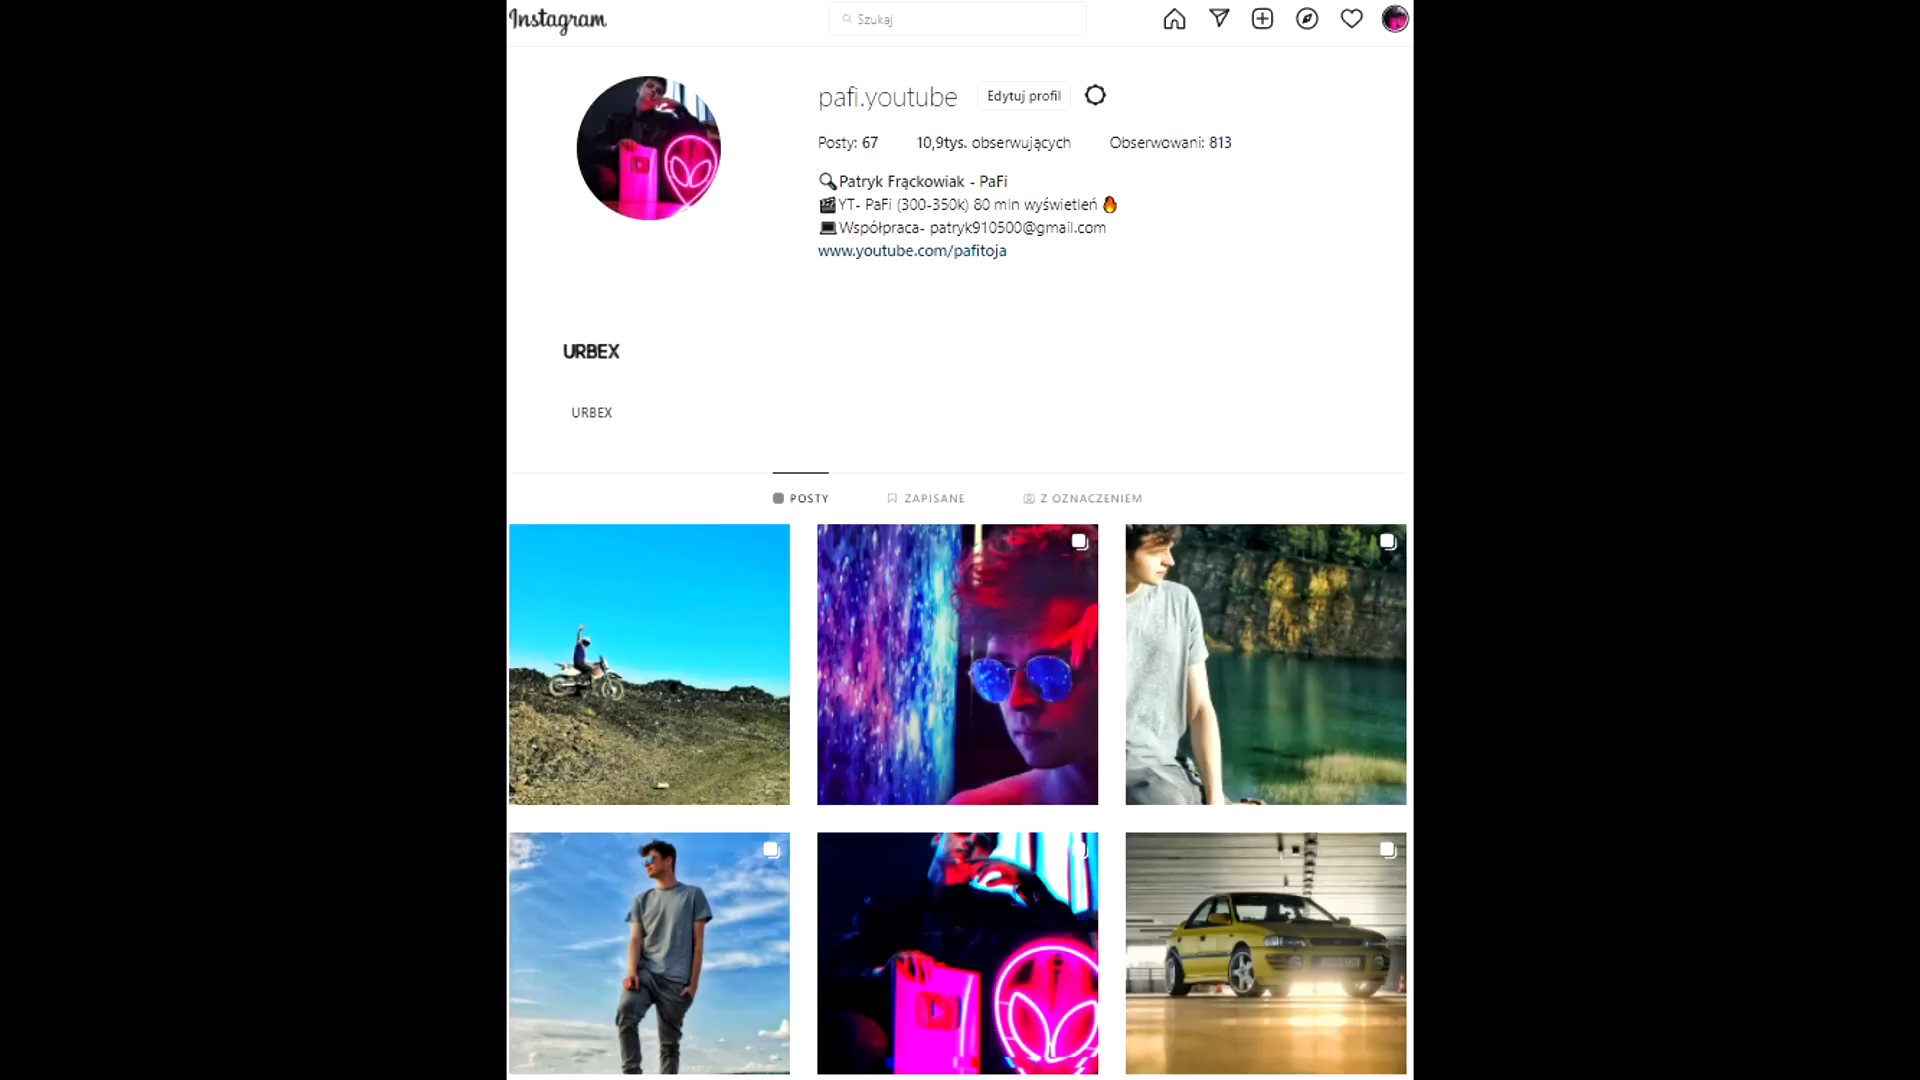 Instagram
Szukaj
pafi.youtube
Edytuj profil
Posty: 67 10,9tys. obserwujących Obserwowani: 813
🔍Patryk Frąckowiak - PaFi
🎬YT- PaFi (300-350k) 80 mln wyświetleń 🔥
💻Współpraca- patryk910500@gmail.com
www.youtube.com/pafitoja
URBEX
URBEX
POSTY ZAPISANE Z OZNACZENIEM